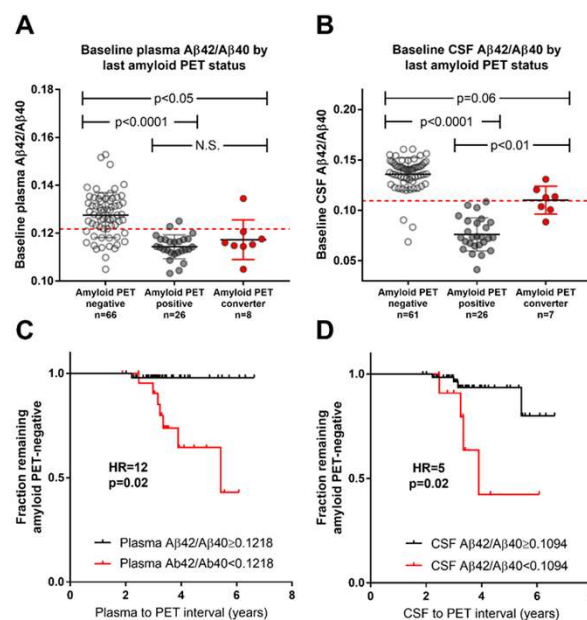 A
Baseline plasma Aβ42/Aβ40 by
last amyloid PET status
Baseline plasma Aβ42/Aβ40
0.18
0.16
0.14
0.12
0.10
p<0.05
p<0.0001
N.S.
Amyloid PET
negative
n=66
Amyloid PET
positive
n=26
Amyloid PET
converter
n=8
B
Baseline CSF Aβ42/Aβ40 by
last amyloid PET status
Baseline CSF Aβ42/Aβ40
0.20
0.15
0.10
0.05
p=0.06
p<0.0001
p<0.01
Amyloid PET
negative
n=61
Amyloid PET
positive
n=26
Amyloid PET
converter
n=7
C
Fraction remaining
amyloid PET-negative
1.0
0.5
0.0
HR=12
p=0.02
Plasma Aβ42/Aβ40≥0.1218
Plasma Ab42/Ab40<0.1218
0
2
4
6
8
Plasma to PET interval (years)
D
Fraction remaining
amyloid PET-negative
1.0
0.5
0.0
HR=5
p=0.02
CSF Aβ42/Aβ40≥0.1094
CSF Aβ42/Aβ40<0.1094
0
2
4
6
CSF to PET interval (years)